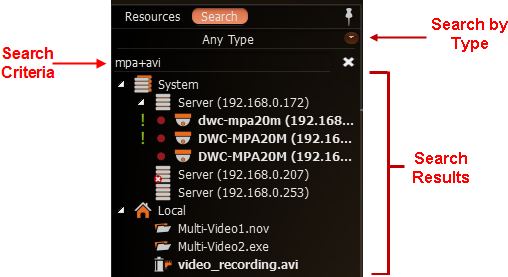 Resources Search
Search by Type
Any Type
Search Criteria
mpa+avi
System
Server (192.168.0.172)
! dwc-mpa20m (192.168...
! DWC-MPA20M (192.16...
DWC-MPA20M (192.16...
Server (192.168.0.207)
Server (192.168.0.253)
Local
Multi-Video1.nov
Multi-Video2.exe
video_recording.avi
Search Results